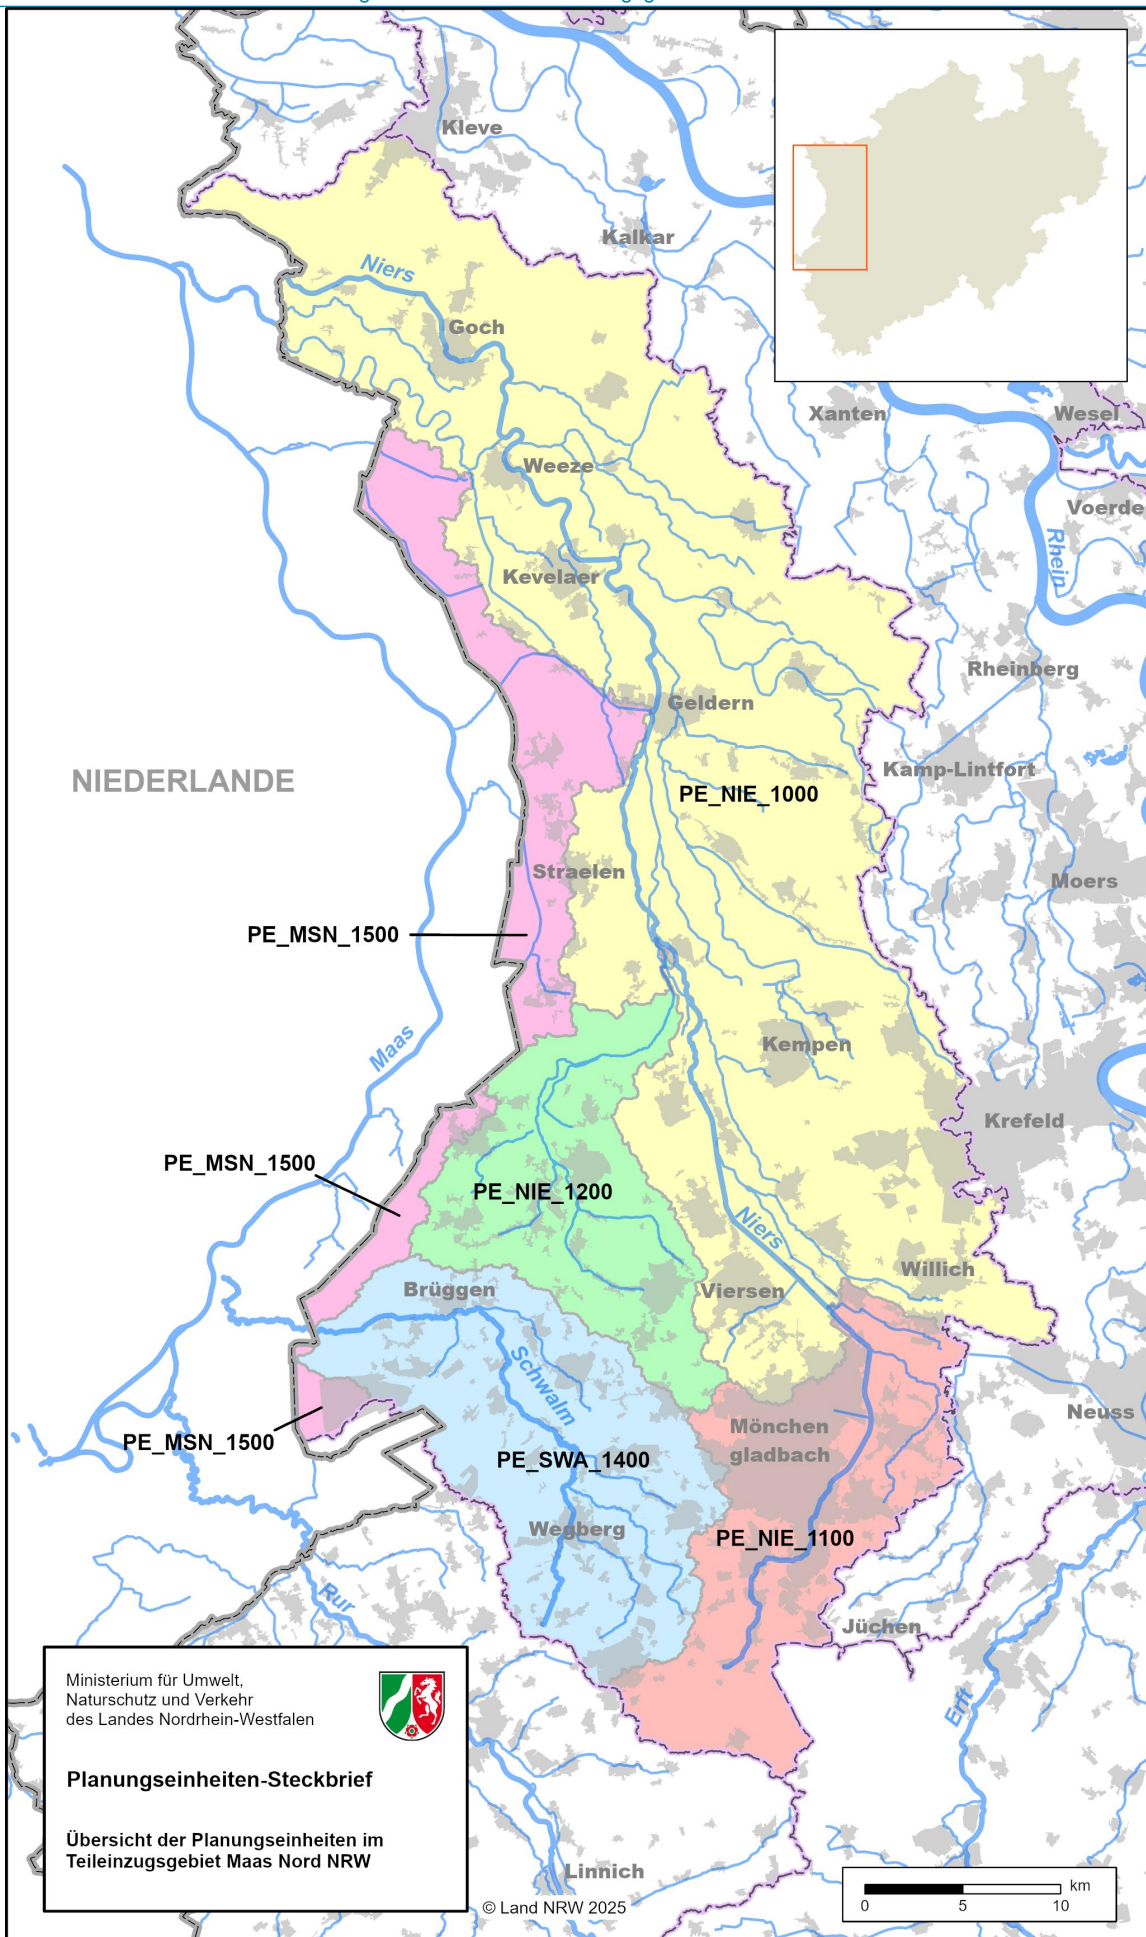 Kleve
Kalkar
Niers
Goch
Xanten
Wesel
Weeze
Voerde
Rhein
Kevelaer
Rheinberg
Geldern
Kamp-Lintfort
NIEDERLANDE
PE_NIE_1000
Straelen
Moers
PE_MSN_1500
Maas
Kempen
Krefeld
PE_MSN_1500
PE_NIE_1200
Niers
Willich
Brüggen
Viersen
Schwalm
Neuss
Mönchen
gladbach
PE_MSN_1500
PE_SWA_1400
Wegberg
PE_NIE_1100
Rur
Jüchen
Erft
Ministerium für Umwelt,
Naturschutz und Verkehr
des Landes Nordrhein-Westfalen
Planungseinheiten-Steckbrief
Übersicht der Planungseinheiten im
Teileinzugsgebiet Maas Nord NRW
Linnich
© Land NRW 2025
km
0 5 10